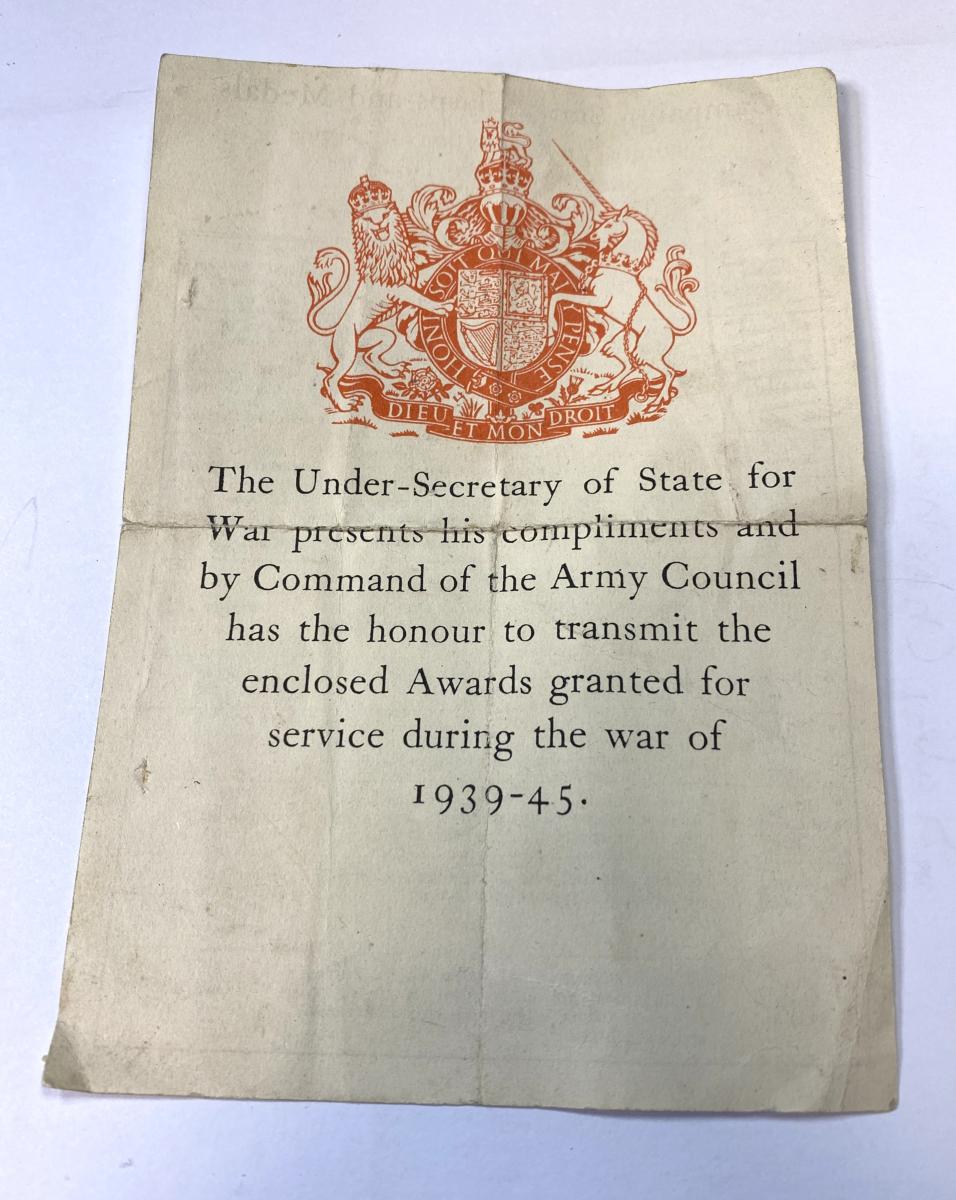 HONI SOIT QUI MAL Y PENSE
DIEU ET MON DROIT
The Under-Secretary of State for
War presents his compliments and
by Command of the Army Council
has the honour to transmit the
enclosed Awards granted for
service during the war of
1939-45.